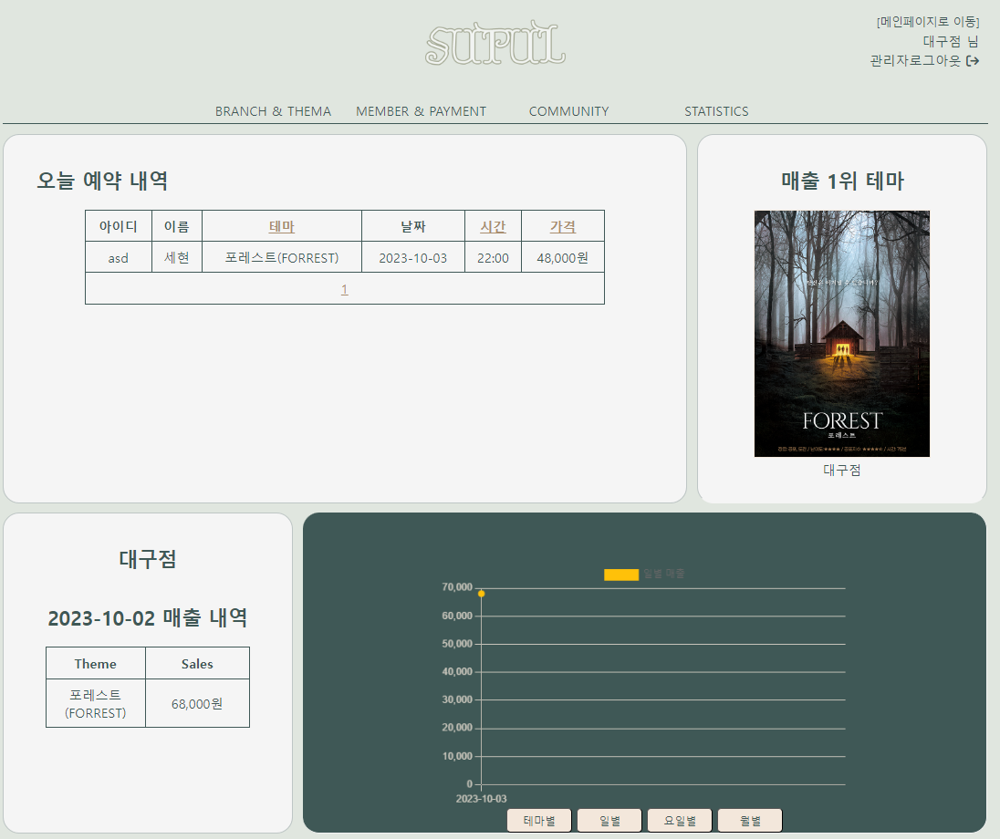 SUPUL
[메인페이지로 이동]
대구점 님
관리자로그아웃
BRANCH & THEMA MEMBER & PAYMENT COMMUNITY STATISTICS
오늘 예약 내역
아이디 이름 테마 날짜 시간 가격
asd 세현 포레스트(FORREST) 2023-10-03 22:00 48,000원
1
매출 1위 테마
FORREST
포레스트
대구점
대구점
2023-10-02 매출 내역
Theme Sales
포레스트 68,000원
(FORREST)
일별 매출
70,000
60,000
50,000
40,000
30,000
20,000
10,000
0
2023-10-03
테마별 일별 요일별 월별